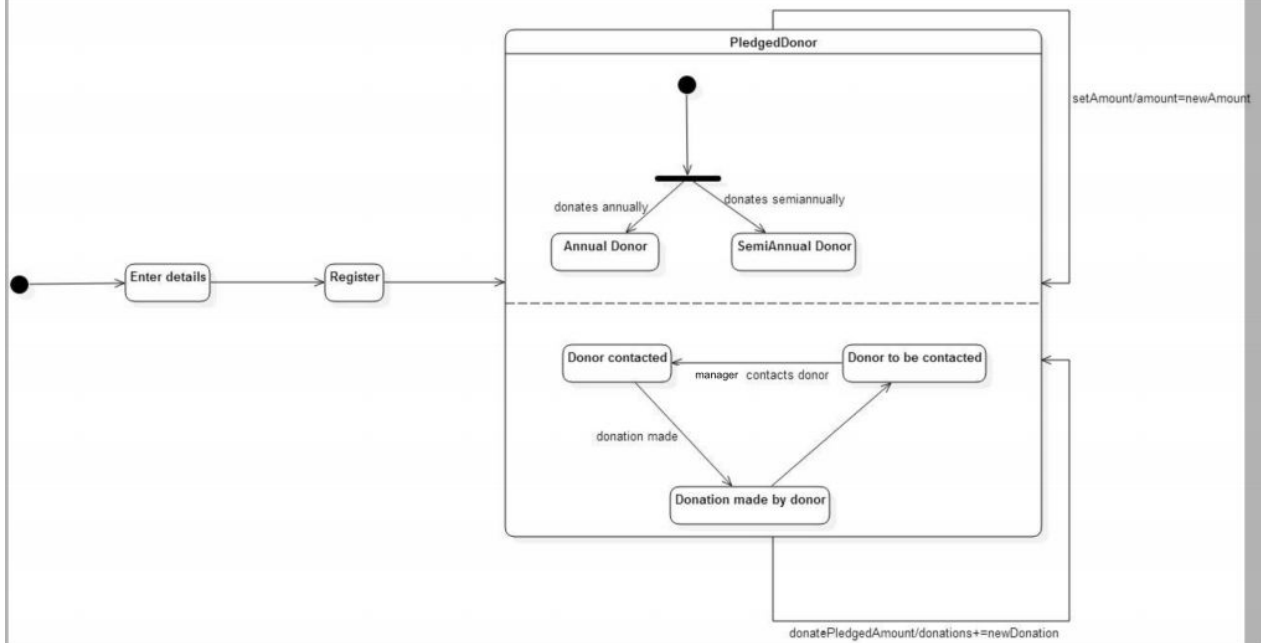 PledgedDonor
setAmount/amount=newAmount
donates annually
donates semiannually
Annual Donor
SemiAnnual Donor
Enter details
Register
Donor contacted
Donor to be contacted
manager contacts donor
donation made
Donation made by donor
donatePledgedAmount/donations+=newDonation